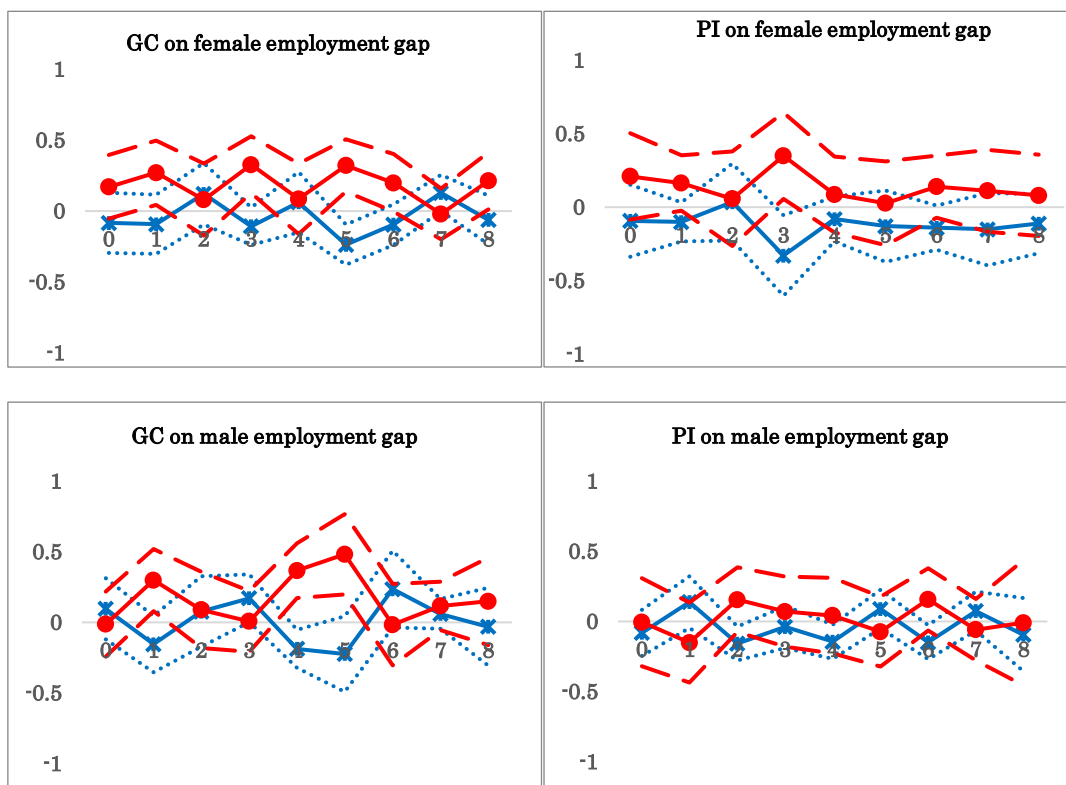 GC on female employment gap
1
0.5
0
-0.5
-1
0 1 2 3 4 5 6 7 8
PI on female employment gap
1
0.5
0
-0.5
-1
0 1 2 3 4 5 6 7 8
GC on male employment gap
1
0.5
0
-0.5
-1
0 1 2 3 4 5 6 7 8
PI on male employment gap
1
0.5
0
-0.5
-1
0 1 2 3 4 5 6 7 8